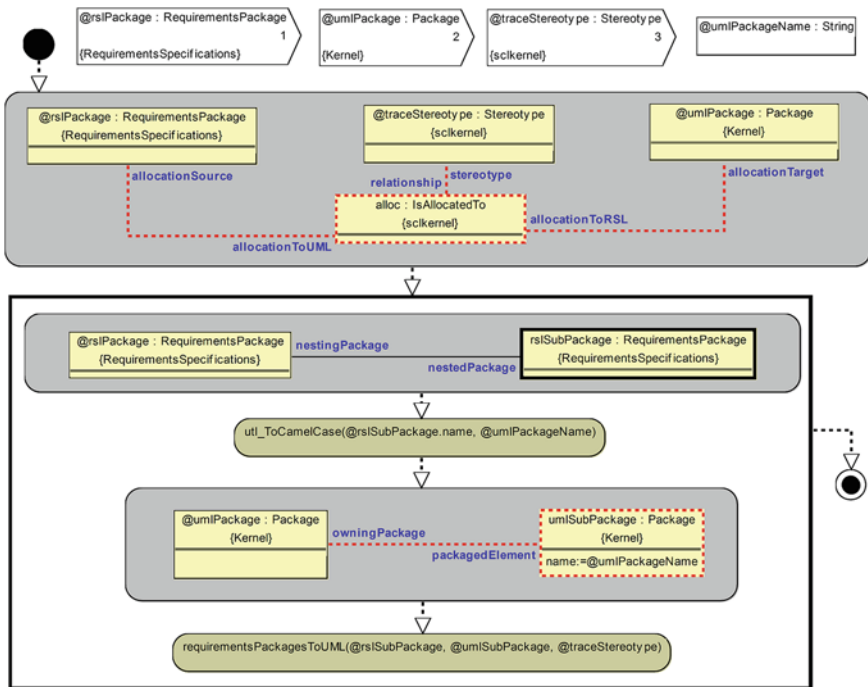 @rslPackage : RequirementsPackage
1
{RequirementsSpecifications}
@umlPackage : Package
2
{Kernel}
@traceStereotype : Stereotype
3
{sclkernel}
@umlPackageName : String
@rslPackage : RequirementsPackage
{RequirementsSpecifications}
@traceStereotype : Stereotype
{sclkernel}
@umlPackage : Package
{Kernel}
allocationSource
relationship
stereotype
allocationTarget
alloc : IsAllocatedTo
{sclkernel}
allocationToRSL
allocationToUML
@rslPackage : RequirementsPackage
{RequirementsSpecifications}
nestingPackage
nestedPackage
rslSubPackage : RequirementsPackage
{RequirementsSpecifications}
utl_ToCamelCase(@rslSubPackage.name, @umlPackageName)
@umlPackage : Package
{Kernel}
owningPackage
packagedElement
umlSubPackage : Package
{Kernel}
name:=@umlPackageName
requirementsPackagesToUML(@rslSubPackage, @umlSubPackage, @traceStereotype)